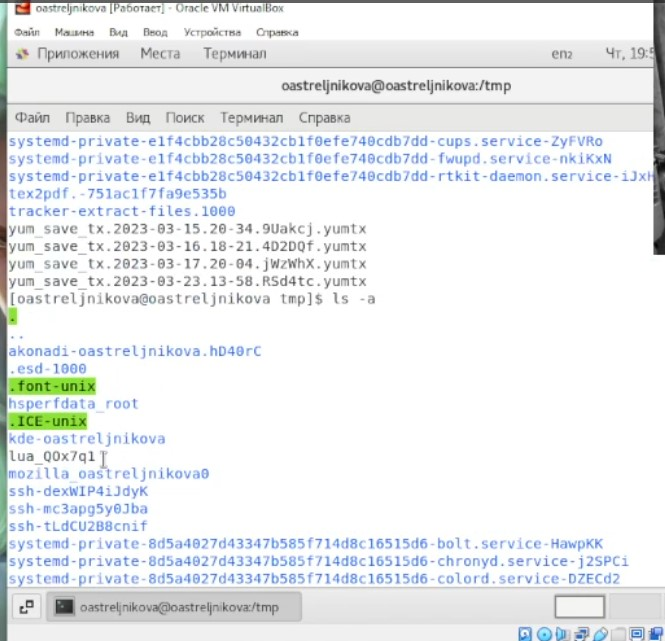 oastreljnikova [Работает] - Oracle VM VirtualBox
Файл Машина Вид Ввод Устройства Справка
Приложения Места Терминал en₂ Чт, 19:5
oastreljnikova@oastreljnikova:/tmp
Файл Правка Вид Поиск Терминал Справка
systemd-private-e1f4cbb28c50432cb1f0efe740cdb7dd-cups.service-ZyFVRo
systemd-private-e1f4cbb28c50432cb1f0efe740cdb7dd-fwupd.service-nkiKxN
systemd-private-e1f4cbb28c50432cb1f0efe740cdb7dd-rtkit-daemon.service-iJxH
tex2pdf.-751ac1f7fa9e535b
tracker-extract-files.1000
yum_save_tx.2023-03-15.20-34.9Uakcj.yumtx
yum_save_tx.2023-03-16.18-21.4D2DQf.yumtx
yum_save_tx.2023-03-17.20-04.jWzWhX.yumtx
yum_save_tx.2023-03-23.13-58.RSd4tc.yumtx
[oastreljnikova@oastreljnikova tmp]$ ls -a
.
..
akonadi-oastreljnikova.hD40rC
.esd-1000
.font-unix
hsperfdata_root
.ICE-unix
kde-oastreljnikova
lua_QOx7q1
mozilla_oastreljnikova0
ssh-dexWIP4iJdyK
ssh-mc3apg5y0Jba
ssh-tLdCU2B8cnif
systemd-private-8d5a4027d43347b585f714d8c16515d6-bolt.service-HawpKK
systemd-private-8d5a4027d43347b585f714d8c16515d6-chronyd.service-j2SPCi
systemd-private-8d5a4027d43347b585f714d8c16515d6-colord.service-DZECd2
oastreljnikova@oastreljnikova:/tmp